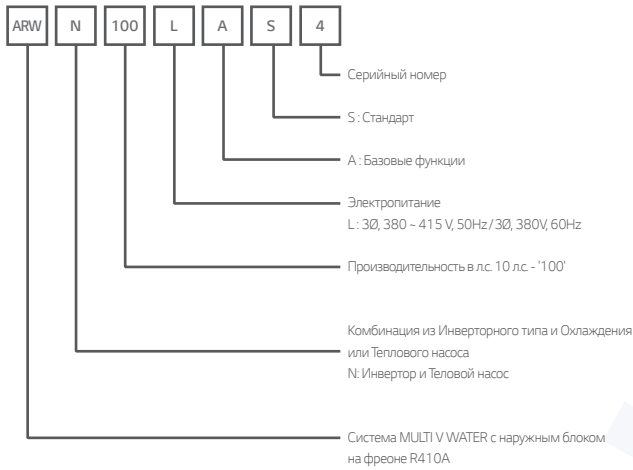 ARW N 100 L A S 4
Серийный номер
S : Стандарт
A : Базовые функции
Электропитание
L : 3Ø, 380 ~ 415 V, 50Hz / 3Ø, 380V, 60Hz
Производительность в л.с. 10 л.с. - '100'
Комбинация из Инверторного типа и Охлаждения
или Теплового насоса
N: Инвертор и Теловой насос
Система MULTI V WATER с наружным блоком
на фреоне R410A